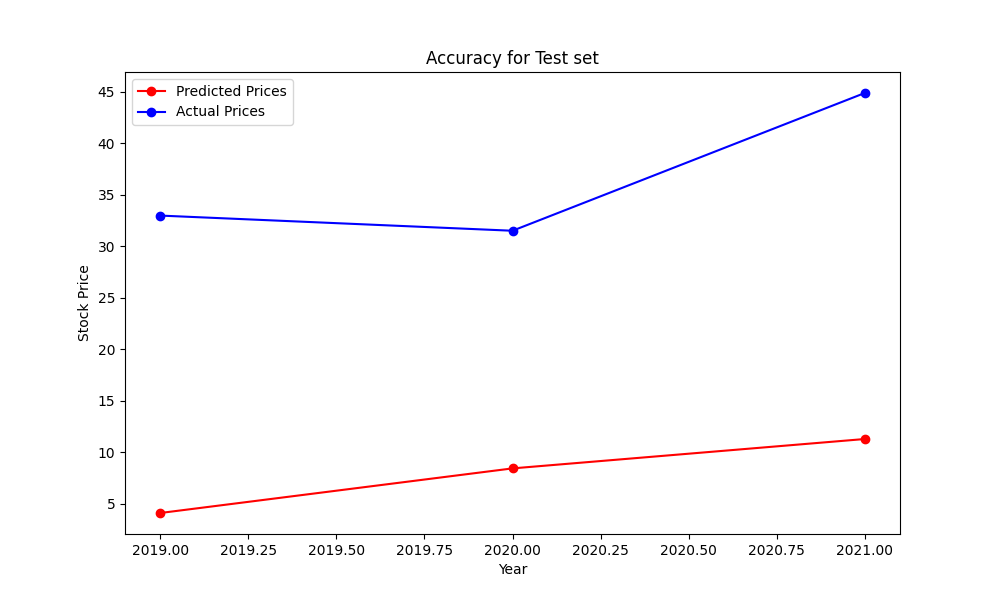 Accuracy for Test set
Predicted Prices
Actual Prices
45
40
35
30
25
20
15
10
5
Stock Price
2019.00 2019.25 2019.50 2019.75 2020.00 2020.25 2020.50 2020.75 2021.00
Year